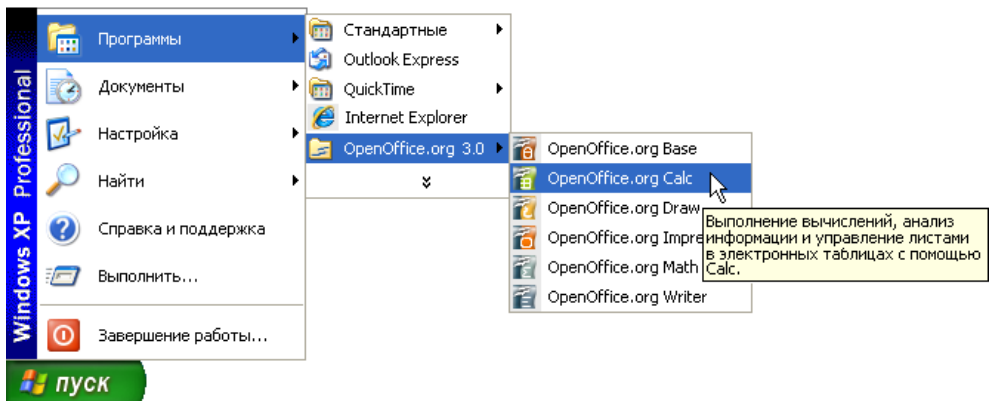 Windows XP Professional
Программы
Документы
Настройка
Найти
Справка и поддержка
Выполнить...
Завершение работы...
пуск
Стандартные
Outlook Express
QuickTime
Internet Explorer
OpenOffice.org 3.0
OpenOffice.org Base
OpenOffice.org Calc
OpenOffice.org Draw
OpenOffice.org Impre
OpenOffice.org Math
OpenOffice.org Writer
Выполнение вычислений, анализ
информации и управление листами
в электронных таблицах с помощью
Calc.